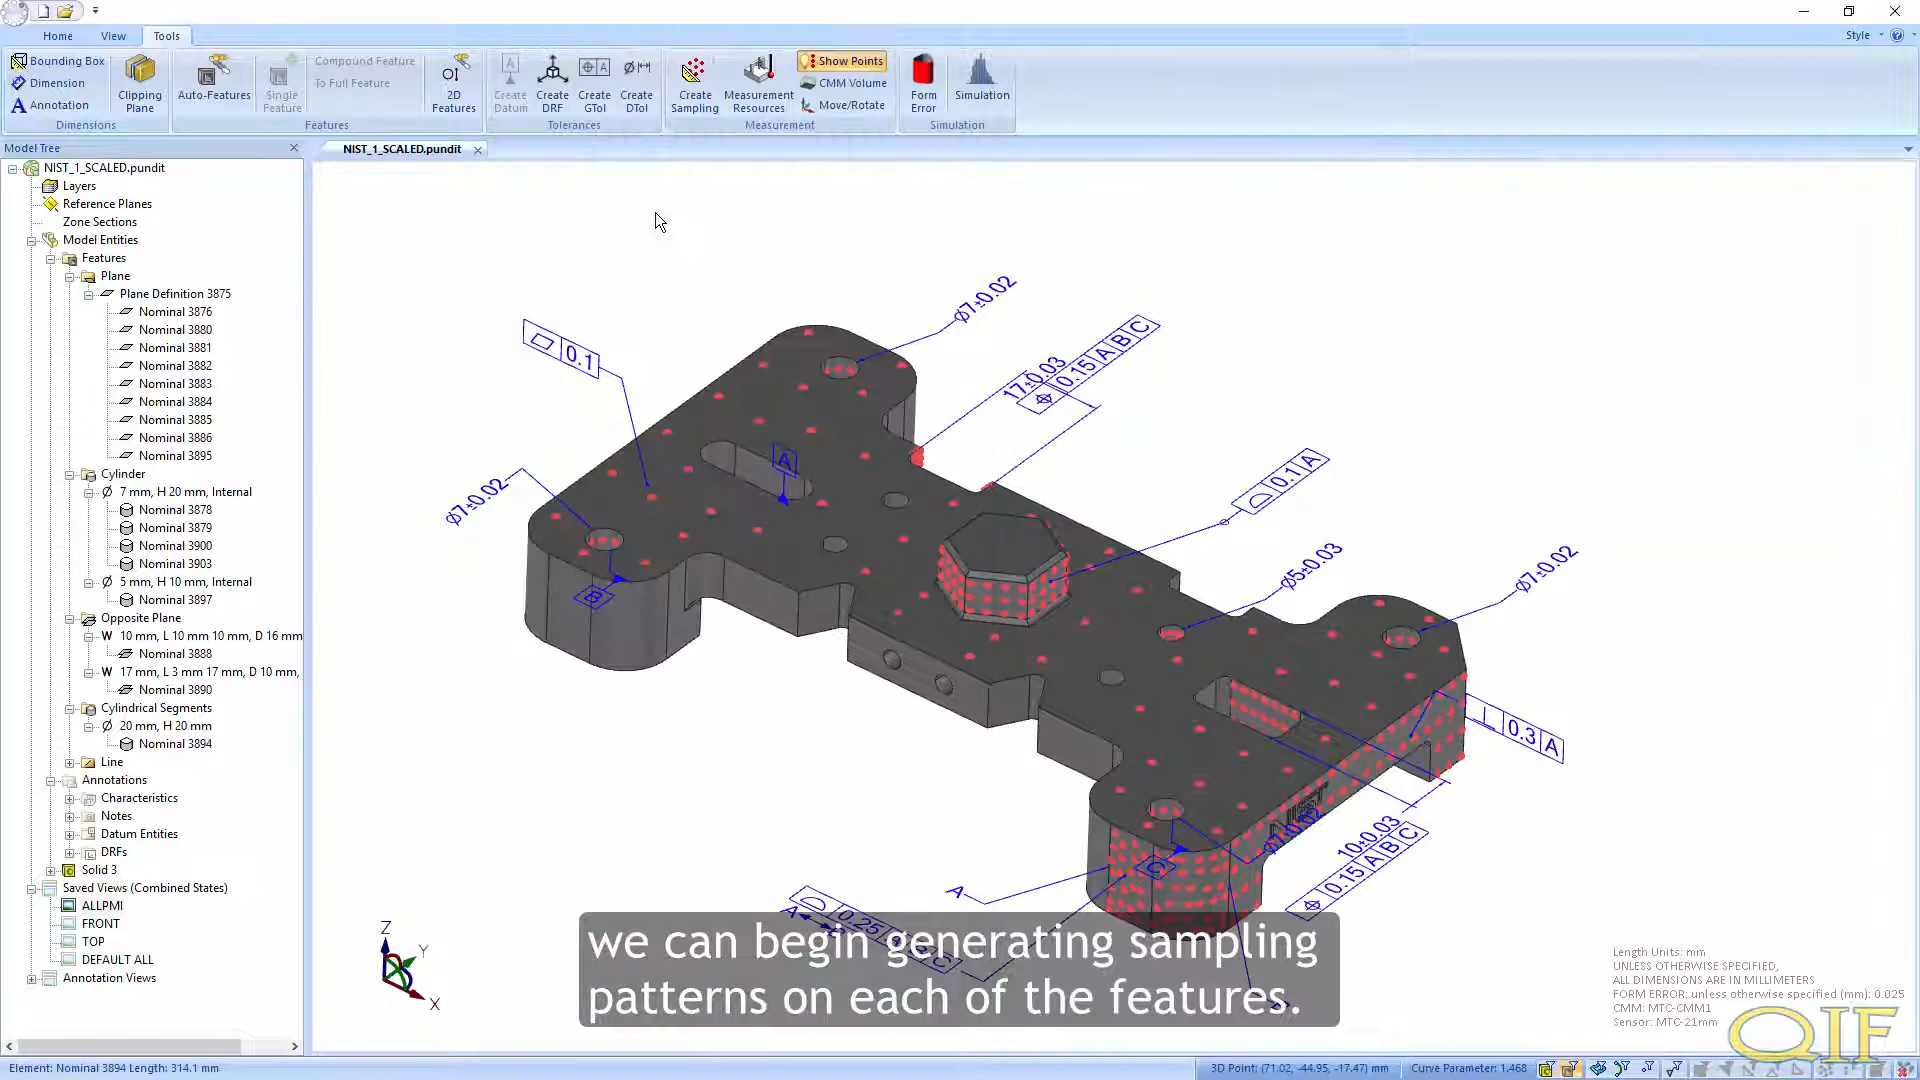 Home View Tools Style
Bounding Box
Dimension
Annotation
Clipping Plane
Dimensions
Auto-Features
Single Feature
Compound Feature
To Full Feature
2D Features
Features
Create Datum
Create DRF
Create GTol
Create DTol
Tolerances
Create Sampling
Measurement Resources
Show Points
CMM Volume
Move/Rotate
Measurement
Form Error
Simulation
Simulation
Model Tree
NIST_1_SCALED.pundit
NIST_1_SCALED.pundit
Layers
Reference Planes
Zone Sections
Model Entities
Features
Plane
Plane Definition 3875
Nominal 3876
Nominal 3880
Nominal 3881
Nominal 3882
Nominal 3883
Nominal 3884
Nominal 3885
Nominal 3886
Nominal 3895
Cylinder
Ø 7 mm, H 20 mm, Internal
Nominal 3878
Nominal 3879
Nominal 3900
Nominal 3903
Ø 5 mm, H 10 mm, Internal
Nominal 3897
Opposite Plane
W 10 mm, L 10 mm 10 mm, D 16 mm
Nominal 3888
W 17 mm, L 3 mm 17 mm, D 10 mm,
Nominal 3890
Cylindrical Segments
Ø 20 mm, H 20 mm
Nominal 3894
Line
Annotations
Characteristics
Notes
Datum Entities
DRFs
Solid 3
Saved Views (Combined States)
ALLPMI
FRONT
TOP
DEFAULT ALL
Annotation Views
Ø7±0.02
0.1
17±0.03
0.15 A B C
A
0.1 A
Ø7±0.02
Ø5±0.03
Ø7±0.02
B
0.3 A
Ø7±0.02
10±0.03
0.15 A B C
C
A
0.25 A B C
A
Z
Y
X
we can begin generating sampling
patterns on each of the features.
Length Units: mm
UNLESS OTHERWISE SPECIFIED,
ALL DIMENSIONS ARE IN MILLIMETERS
FORM ERROR: unless otherwise specified (mm): 0.025
CMM: MTC-CMM1
Sensor: MTC-21mm
QIF
Element: Nominal 3894 Length: 314.1 mm
3D Point: (71.02, -44.95, -17.47) mm
Curve Parameter: 1.468